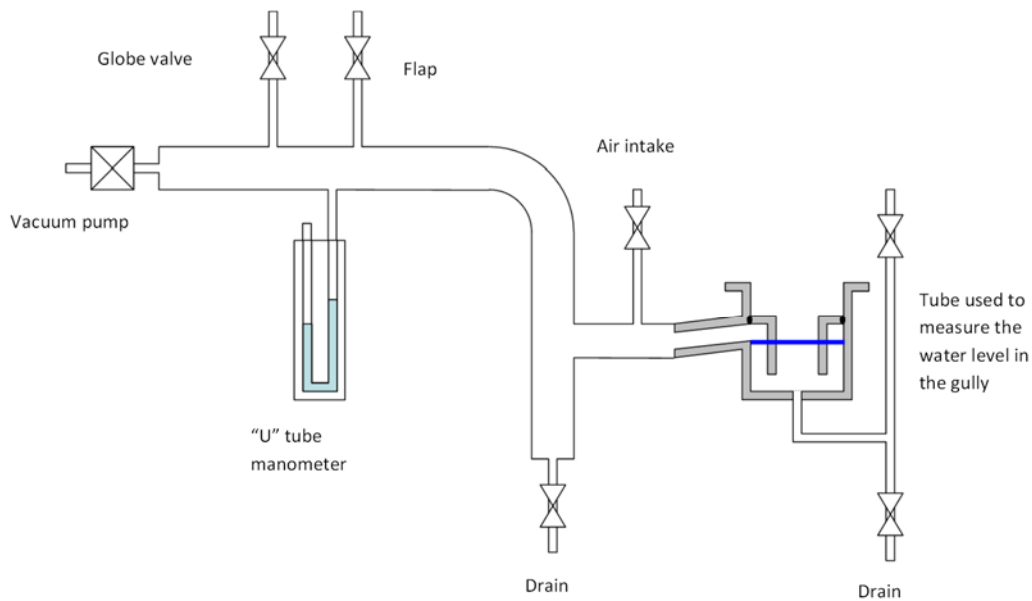 Globe valve
Flap
Air intake
Vacuum pump
Tube used to
measure the
water level in
the gully
“U” tube
manometer
Drain
Drain